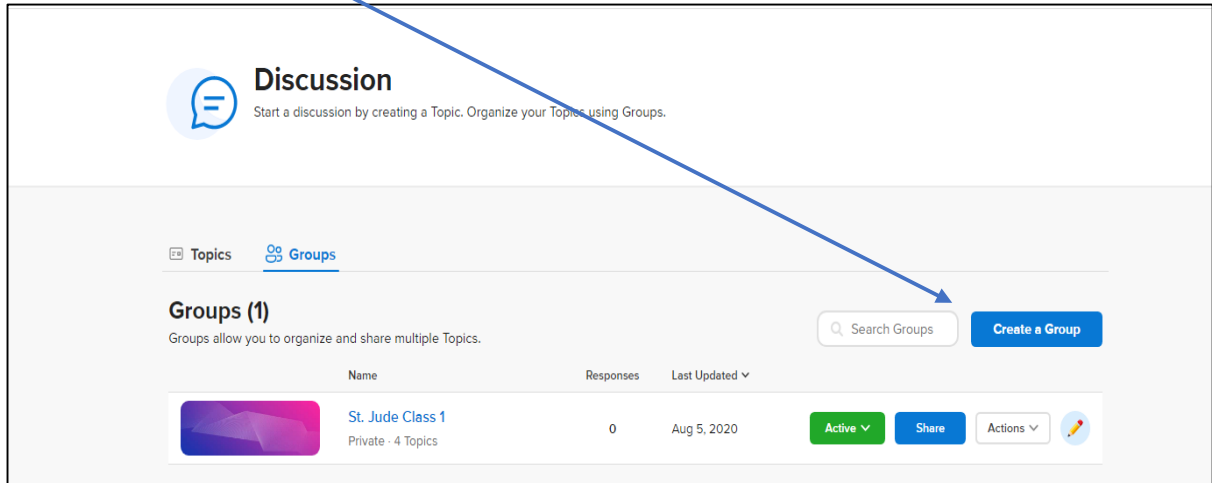 Discussion
Start a discussion by creating a Topic. Organize your Topics using Groups.
Topics Groups
Groups (1)
Groups allow you to organize and share multiple Topics.
Search Groups Create a Group
Name Responses Last Updated
St. Jude Class 1
Private · 4 Topics
0 Aug 5, 2020 Active Share Actions